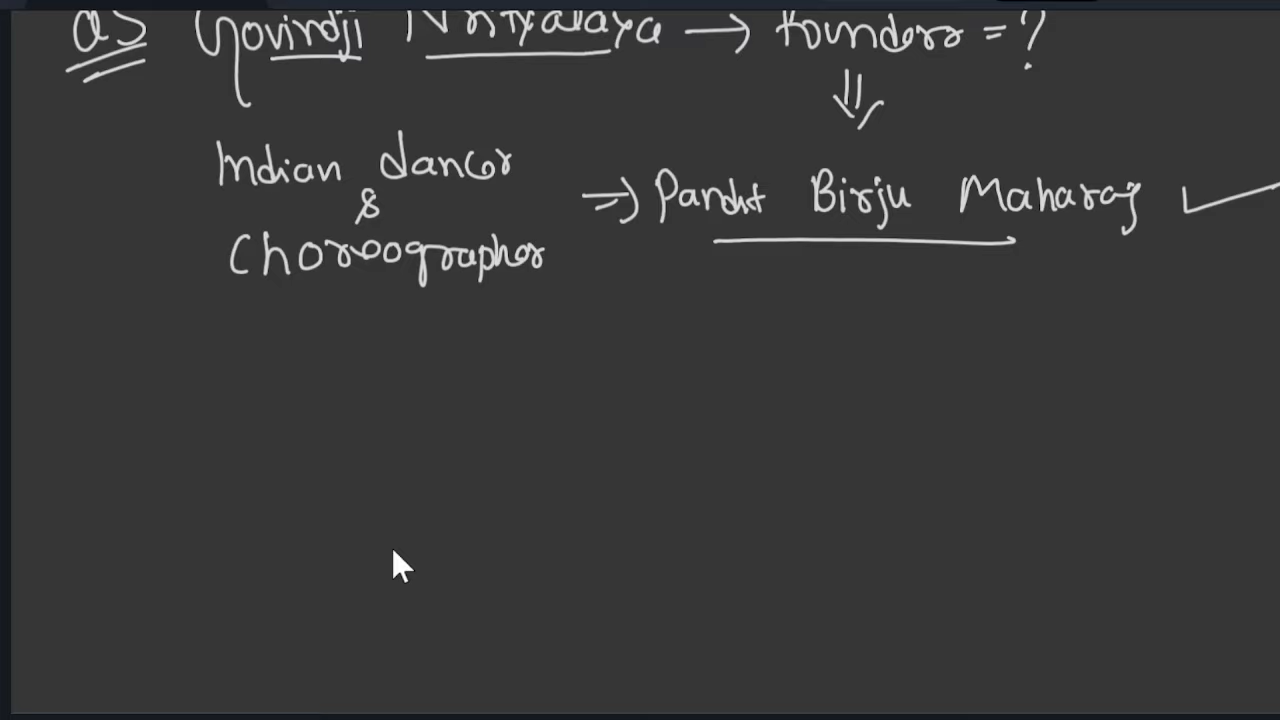 Q5 Govindji Nrityalaya → founder = ?
Indian dancer
&
Choreographer
⇒ Pandit Birju Maharaj